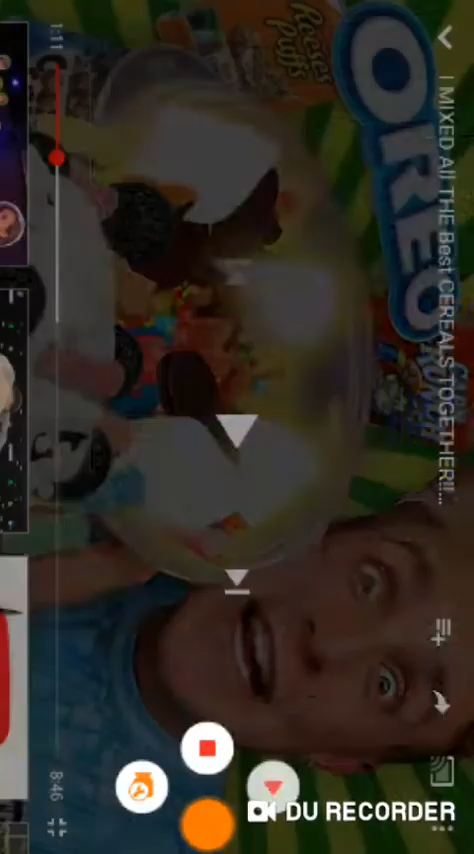 I MIXED All THE Best CEREALS TOGETHER!!...
1:11
8:46
Reese's
Puffs
OREO
DU RECORDER